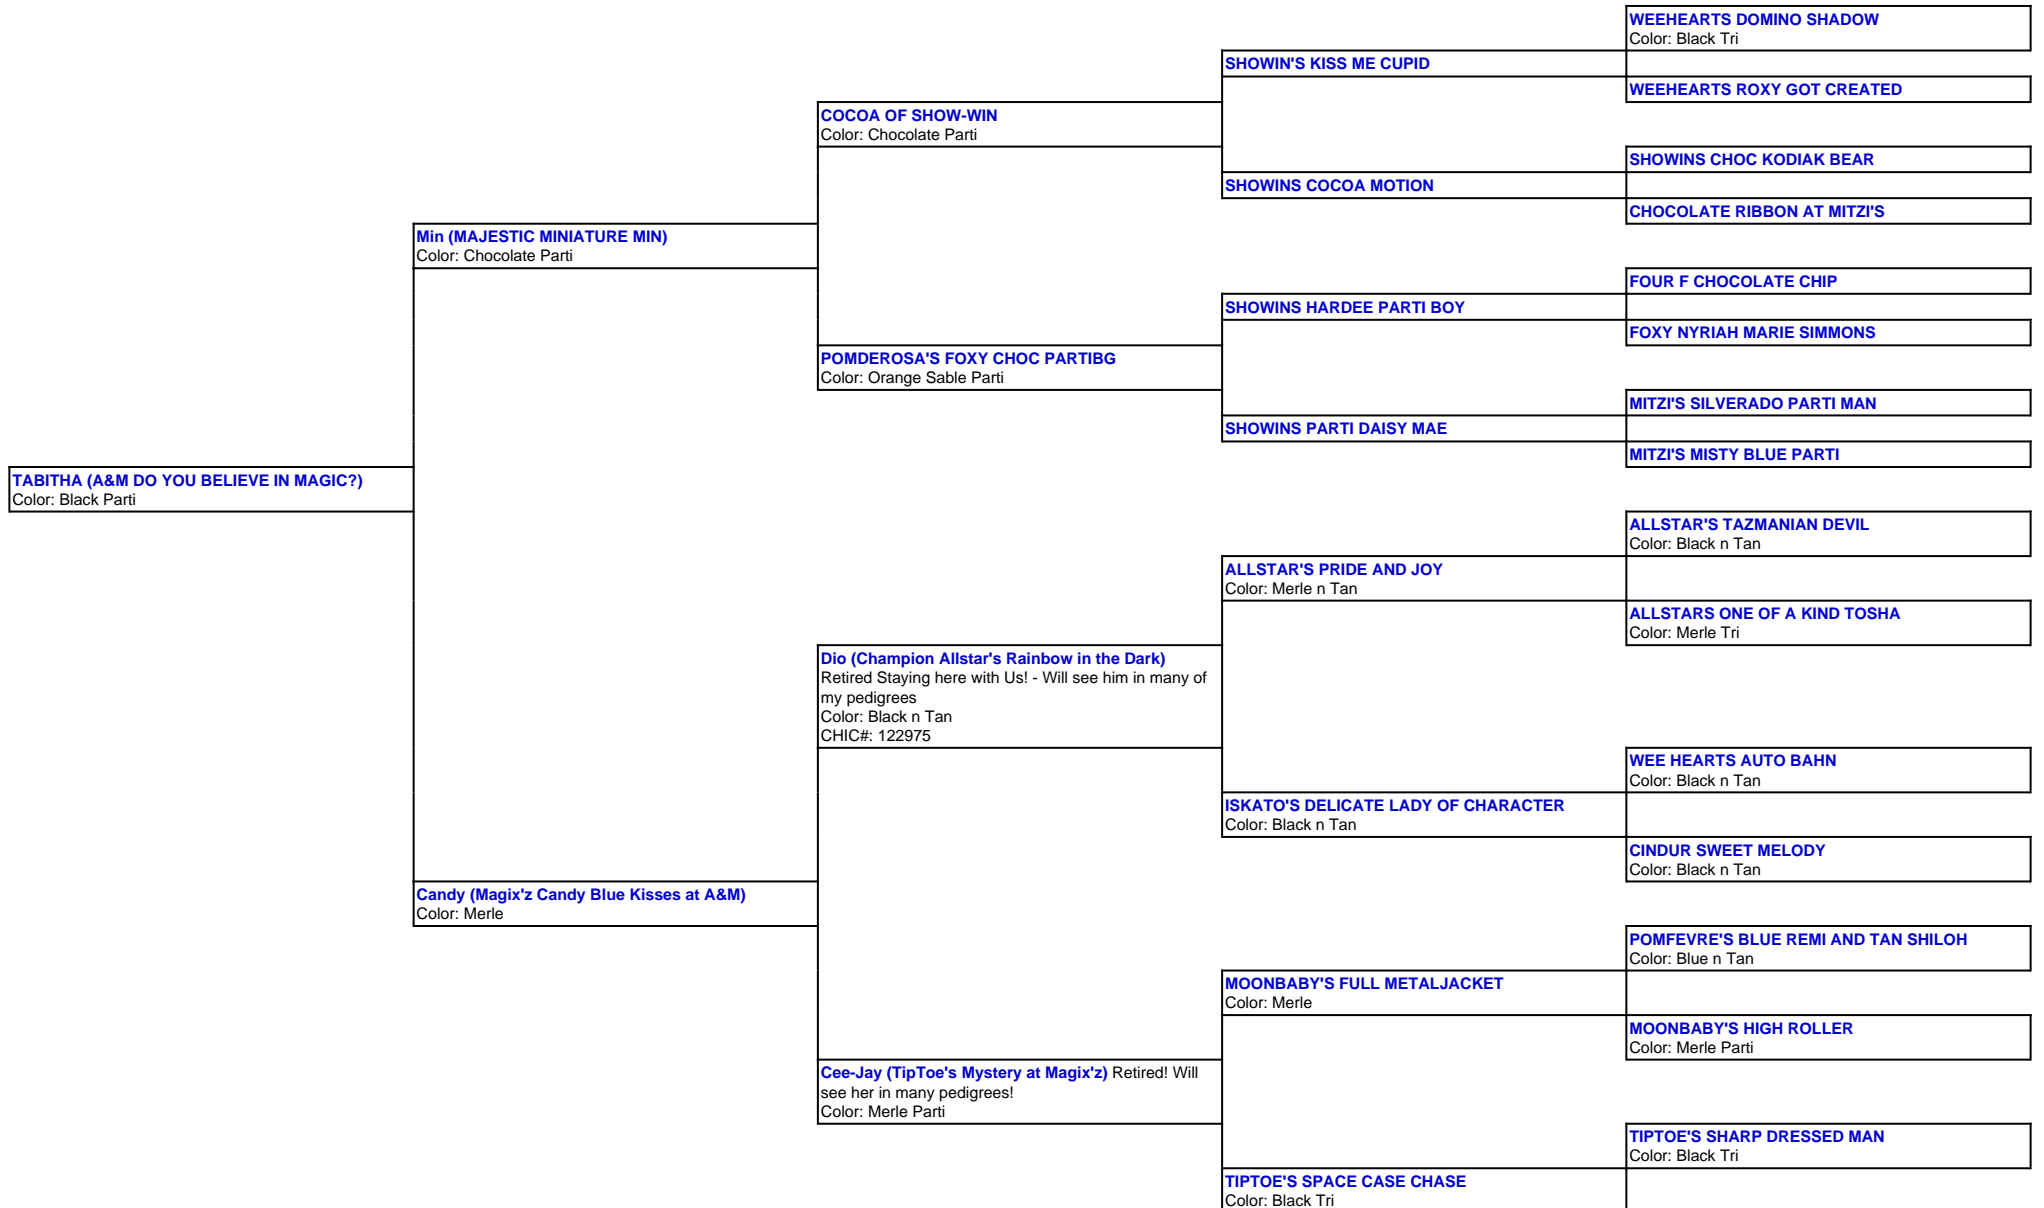 WEEHEARTS DOMINO SHADOW
Color: Black Tri
SHOWIN'S KISS ME CUPID
WEEHEARTS ROXY GOT CREATED
COCOA OF SHOW-WIN
Color: Chocolate Parti
SHOWINS CHOC KODIAK BEAR
SHOWINS COCOA MOTION
CHOCOLATE RIBBON AT MITZI'S
Min (MAJESTIC MINIATURE MIN)
Color: Chocolate Parti
FOUR F CHOCOLATE CHIP
SHOWINS HARDEE PARTI BOY
FOXY NYRIAH MARIE SIMMONS
POMDEROSA'S FOXY CHOC PARTIBG
Color: Orange Sable Parti
MITZI'S SILVERADO PARTI MAN
SHOWINS PARTI DAISY MAE
MITZI'S MISTY BLUE PARTI
TABITHA (A&M DO YOU BELIEVE IN MAGIC?)
Color: Black Parti
ALLSTAR'S TAZMANIAN DEVIL
Color: Black n Tan
ALLSTAR'S PRIDE AND JOY
Color: Merle n Tan
ALLSTARS ONE OF A KIND TOSHA
Color: Merle Tri
Dio (Champion Allstar's Rainbow in the Dark)
Retired Staying here with Us! - Will see him in many of
my pedigrees
Color: Black n Tan
CHIC#: 122975
WEE HEARTS AUTO BAHN
Color: Black n Tan
ISKATO'S DELICATE LADY OF CHARACTER
Color: Black n Tan
CINDUR SWEET MELODY
Color: Black n Tan
Candy (Magix'z Candy Blue Kisses at A&M)
Color: Merle
POMFEVRE'S BLUE REMI AND TAN SHILOH
Color: Blue n Tan
MOONBABY'S FULL METALJACKET
Color: Merle
MOONBABY'S HIGH ROLLER
Color: Merle Parti
Cee-Jay (TipToe's Mystery at Magix'z) Retired! Will
see her in many pedigrees!
Color: Merle Parti
TIPTOE'S SHARP DRESSED MAN
Color: Black Tri
TIPTOE'S SPACE CASE CHASE
Color: Black Tri